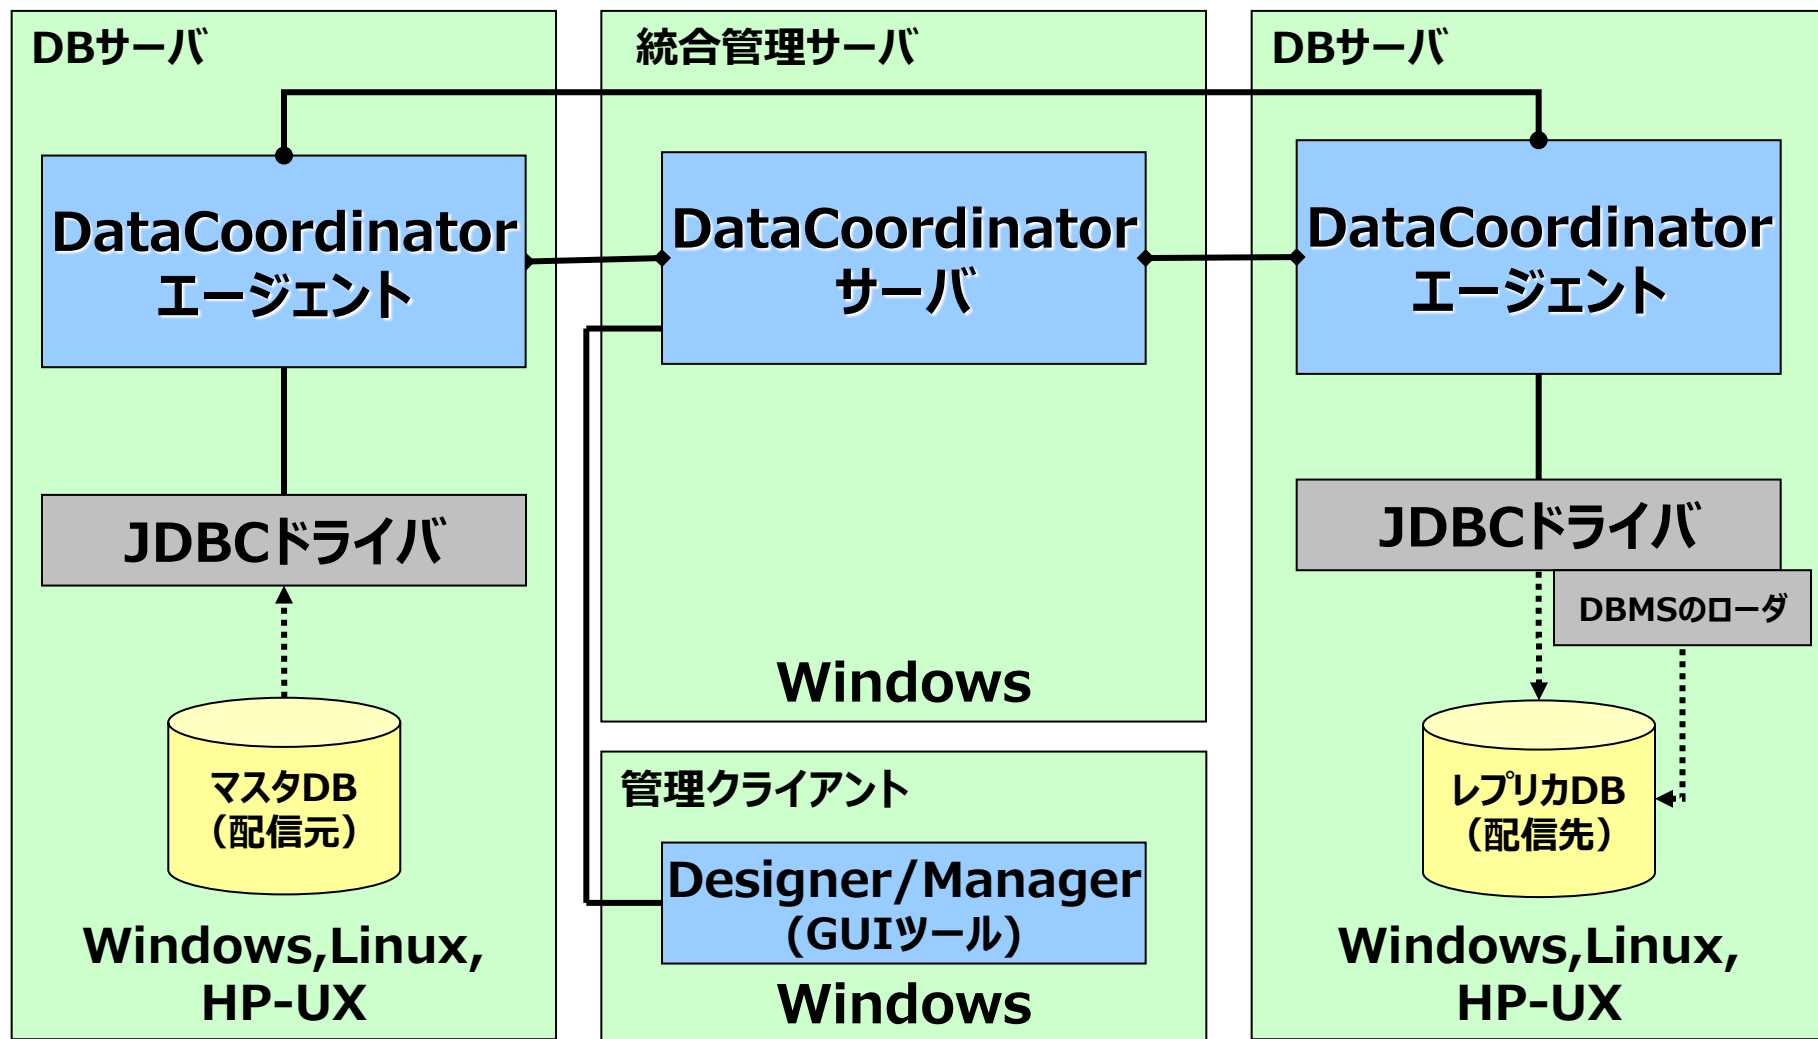 DBサーバ
DataCoordinator
エージェント
JDBCドライバ
マスタDB
（配信元）
Windows,Linux,
HP-UX
統合管理サーバ
DataCoordinator
サーバ
Windows
管理クライアント
Designer/Manager
(GUIツール)
Windows
DBサーバ
DataCoordinator
エージェント
JDBCドライバ
DBMSのローダ
レプリカDB
（配信先）
Windows,Linux,
HP-UX